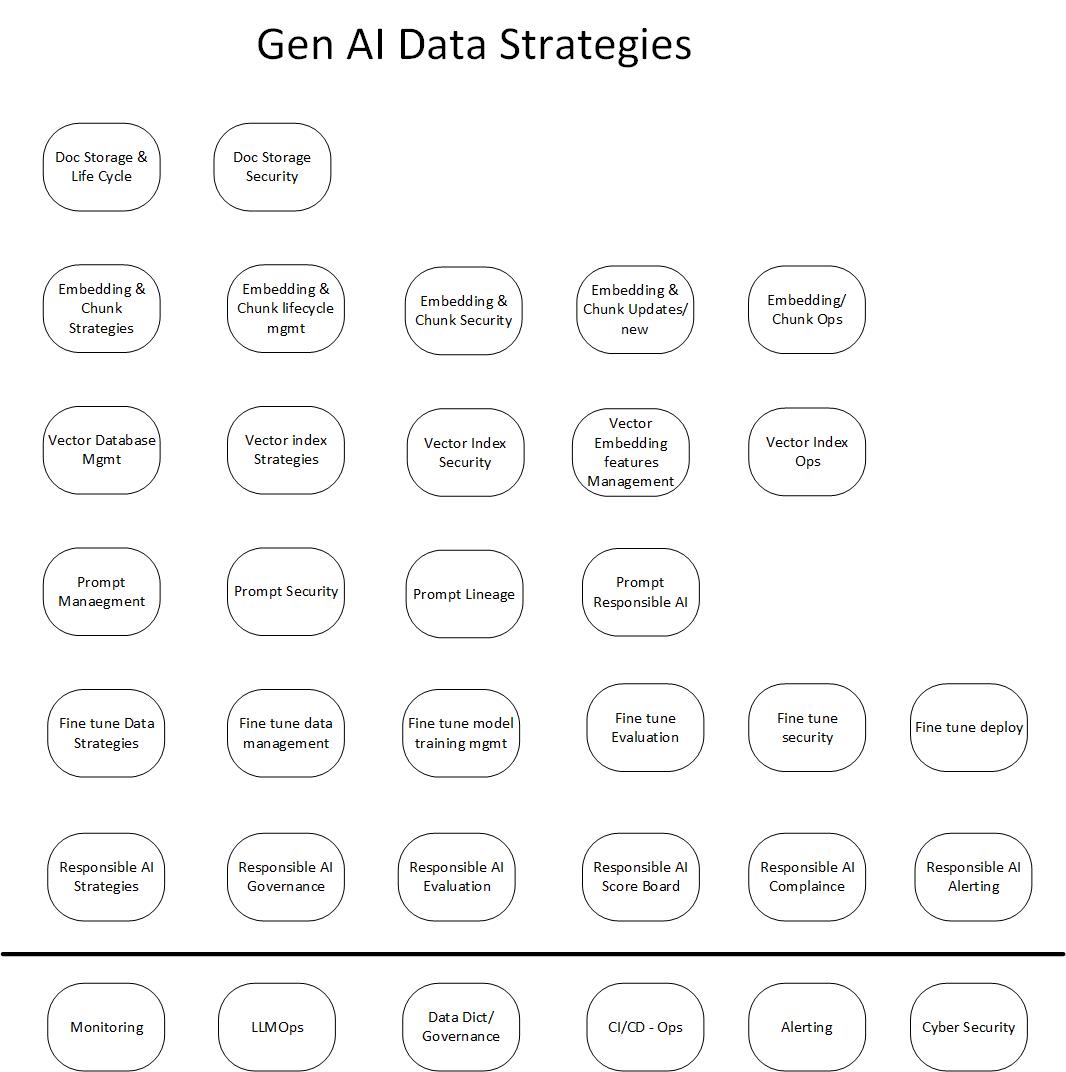 Gen AI Data Strategies
Doc Storage &
Life Cycle
Doc Storage
Security
Embedding &
Chunk
Strategies
Embedding &
Chunk lifecycle
mgmt
Embedding &
Chunk Security
Embedding &
Chunk Updates/
new
Embedding/
Chunk Ops
Vector Database
Mgmt
Vector index
Strategies
Vector Index
Security
Vector
Embedding
features
Management
Vector Index
Ops
Prompt
Manaegment
Prompt Security
Prompt Lineage
Prompt
Responsible AI
Fine tune Data
Strategies
Fine tune data
management
Fine tune model
training mgmt
Fine tune
Evaluation
Fine tune
security
Fine tune deploy
Responsible AI
Strategies
Responsible AI
Governance
Responsible AI
Evaluation
Responsible AI
Score Board
Responsible AI
Complaince
Responsible AI
Alerting
Monitoring
LLMOps
Data Dict/
Governance
CI/CD - Ops
Alerting
Cyber Security